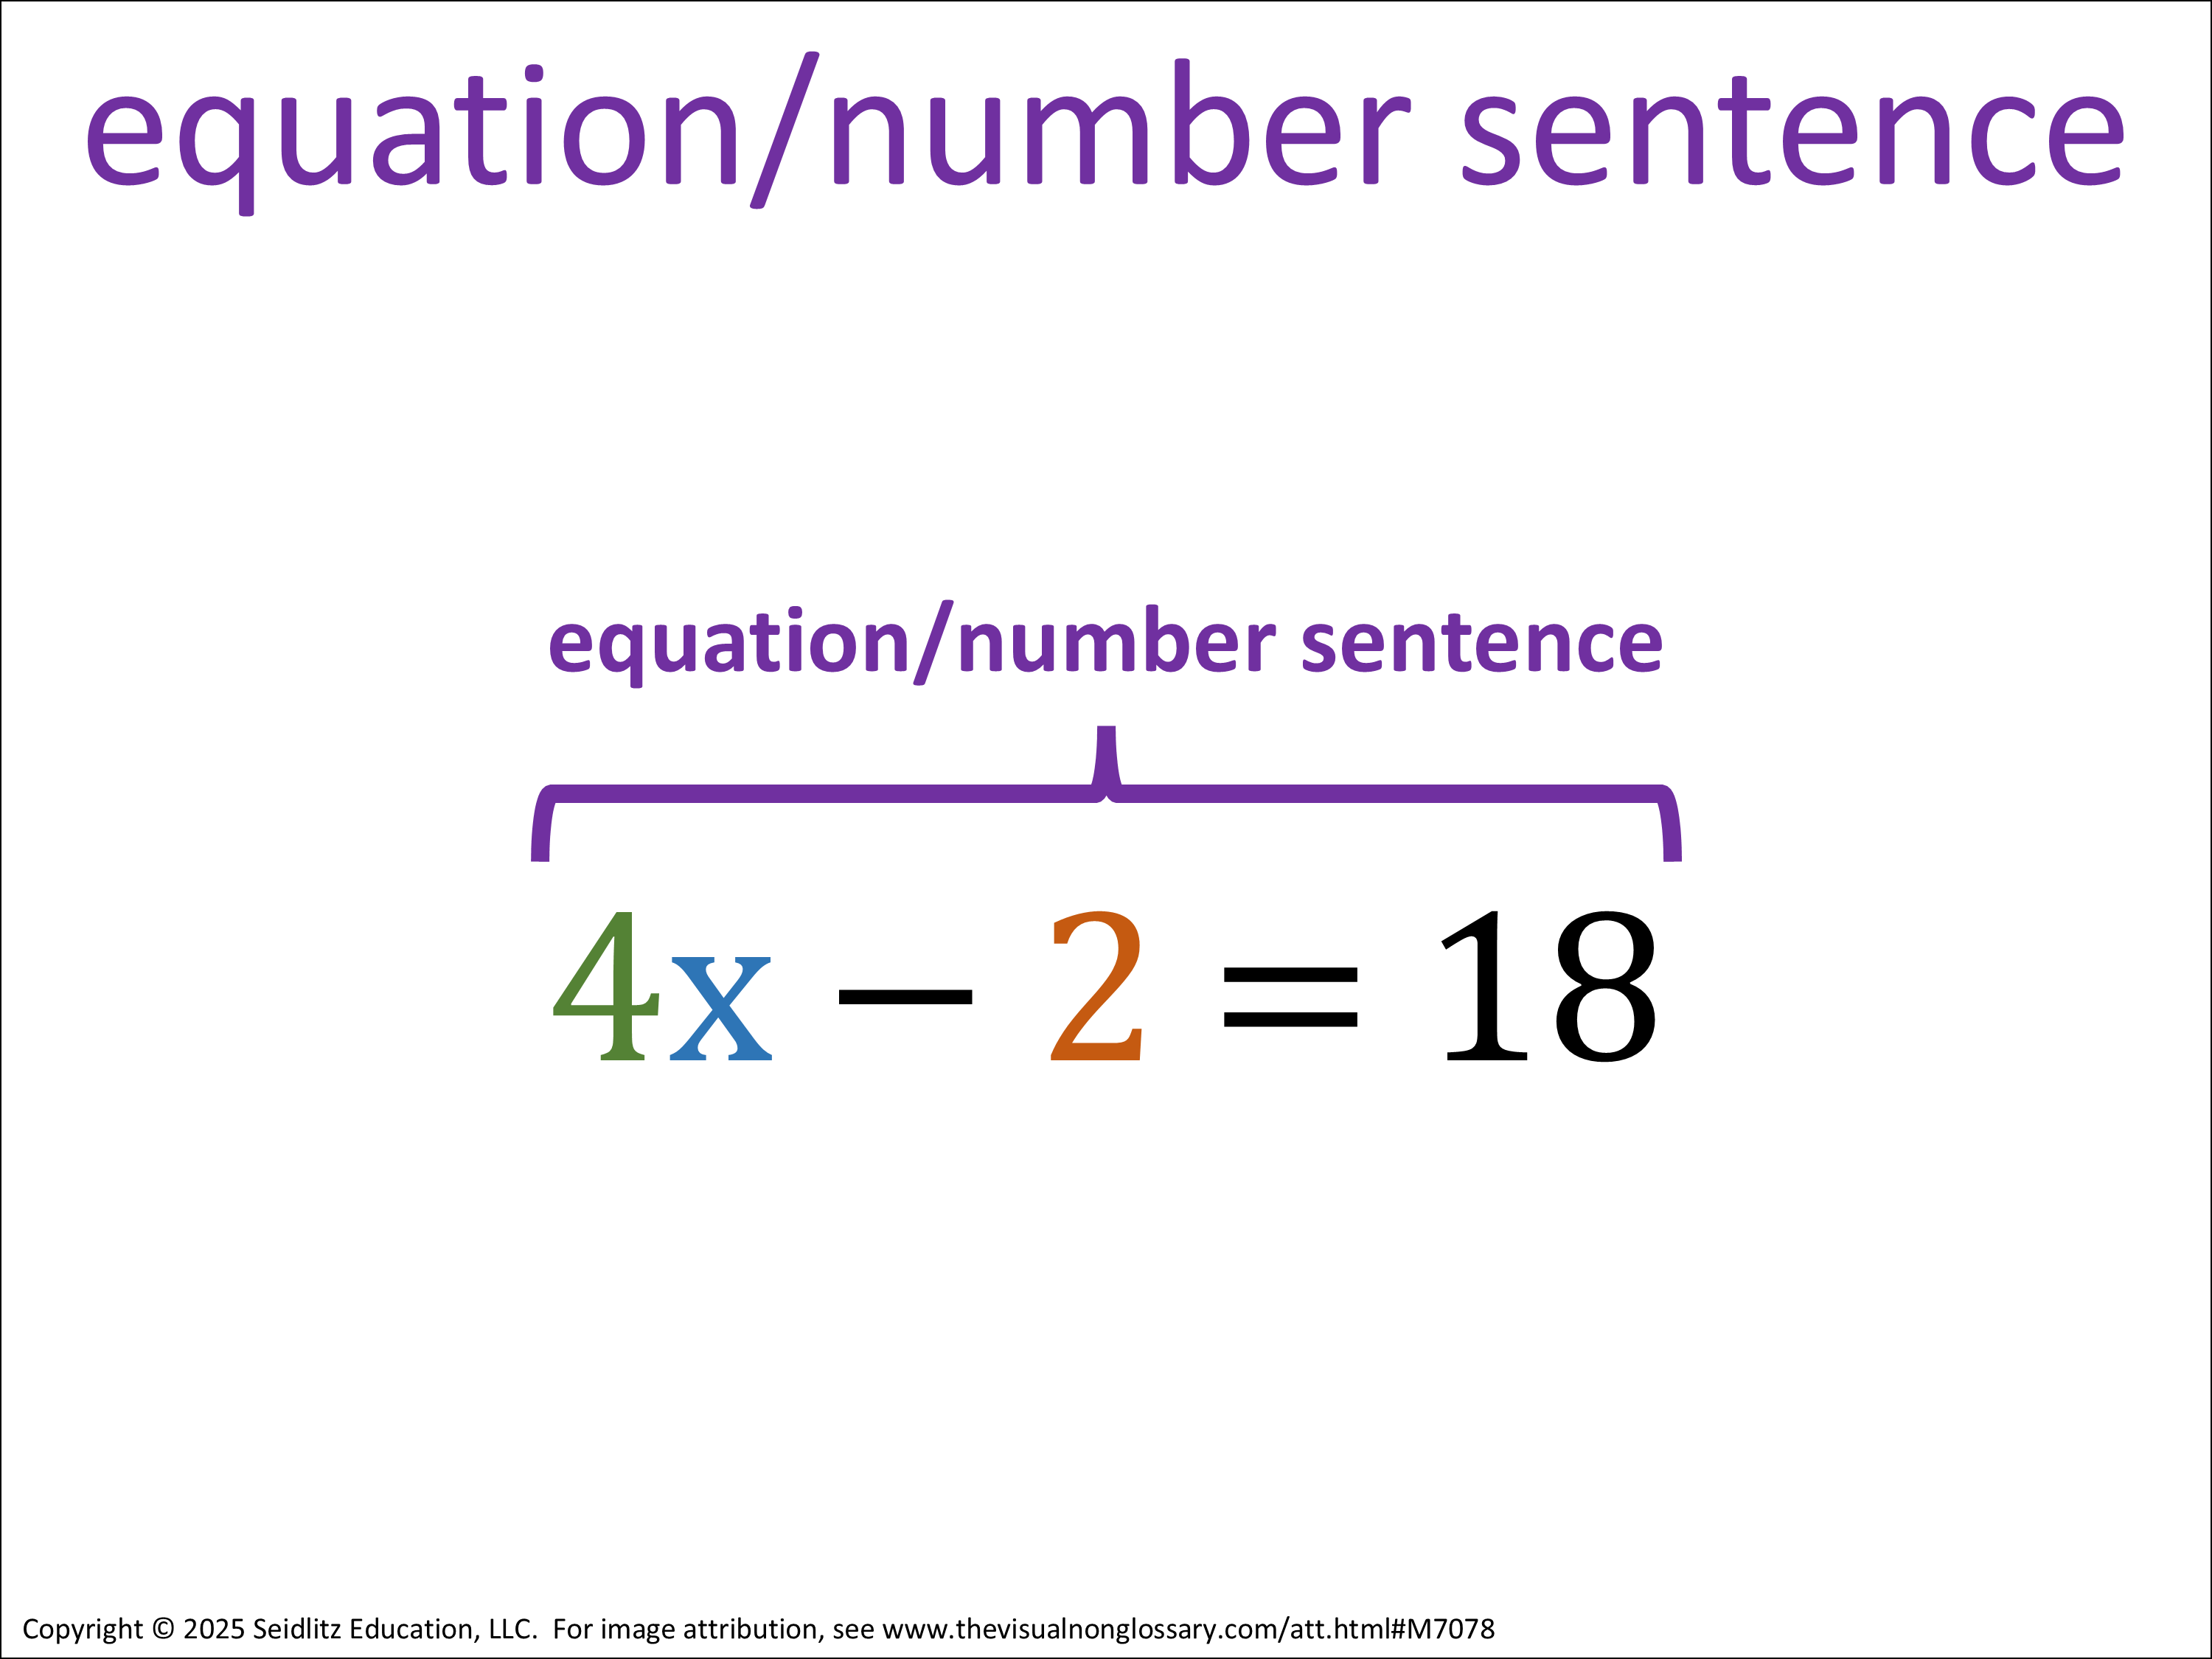 equation/number sentence
equation/number sentence
4x − 2 = 18
Copyright © 2025 Seidlitz Education, LLC.  For image attribution, see www.thevisualnonglossary.com/att.html#M7078